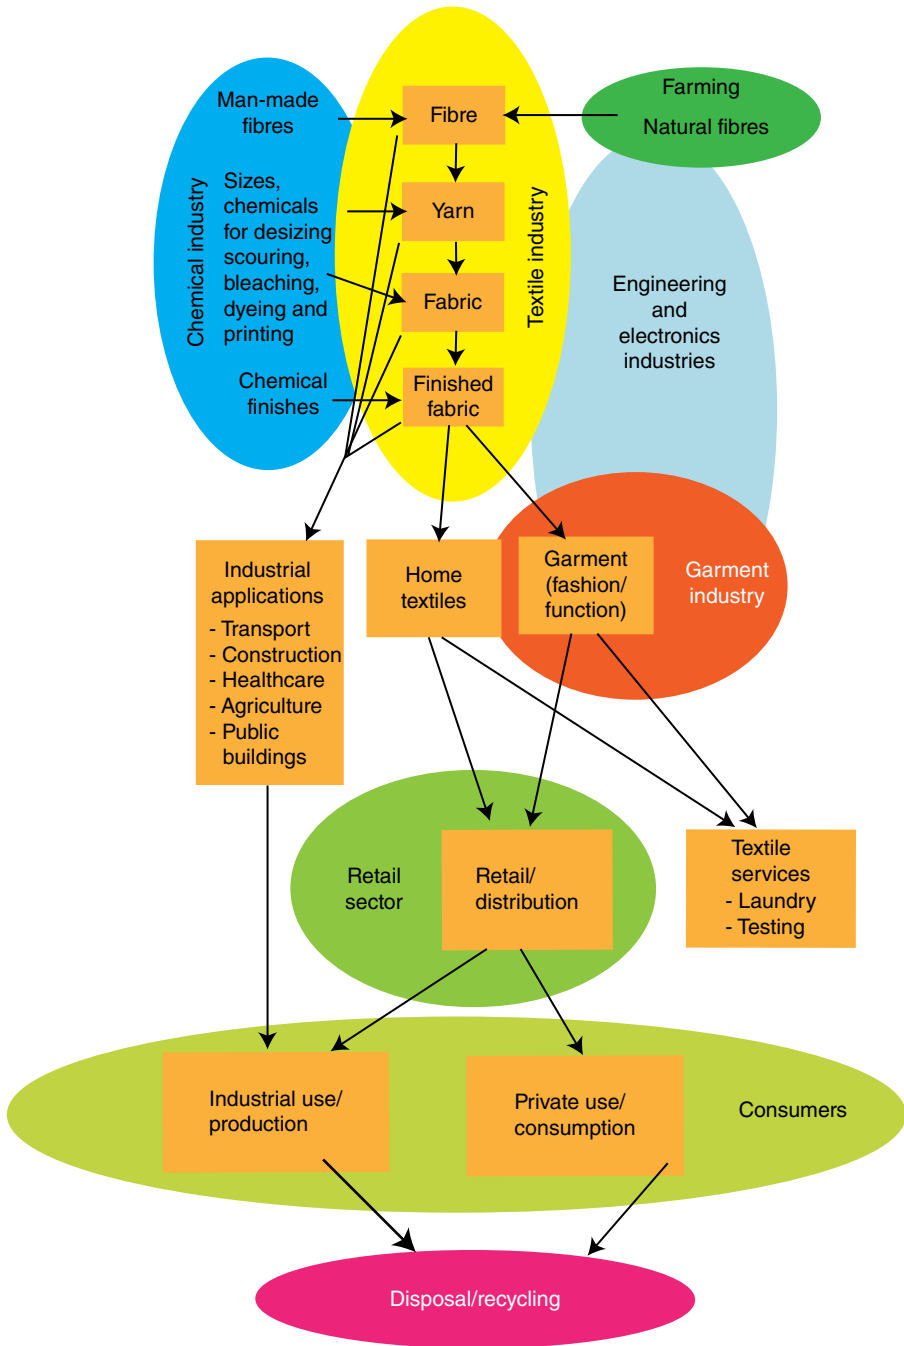 Farming
Natural fibres
Man-made
fibres
Fibre
Chemical industry
Sizes,
chemicals
for desizing
scouring,
bleaching,
dyeing and
printing
Yarn
Textile industry
Fabric
Engineering
and
electronics
industries
Chemical
finishes
Finished
fabric
Industrial
applications
- Transport
- Construction
- Healthcare
- Agriculture
- Public
buildings
Home
textiles
Garment
(fashion/
function)
Garment
industry
Retail
sector
Retail/
distribution
Textile
services
- Laundry
- Testing
Industrial use/
production
Private use/
consumption
Consumers
Disposal/recycling